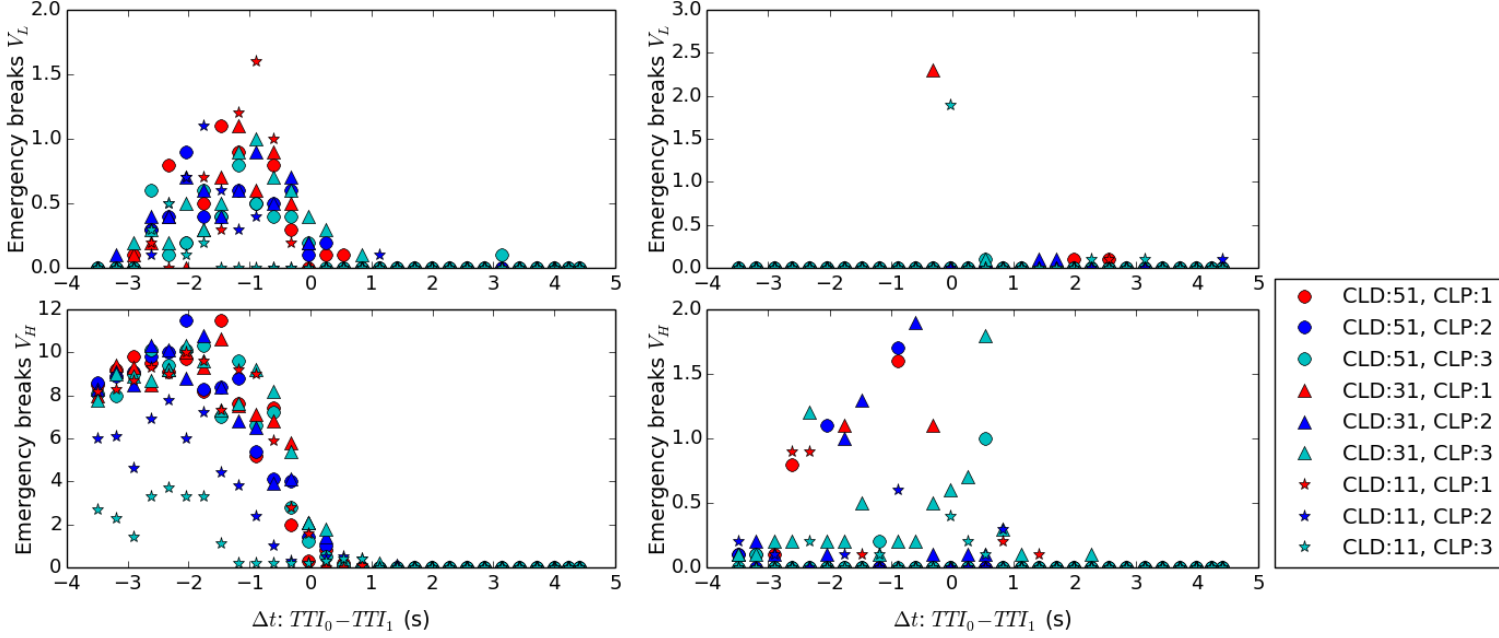 2.0
1.5
1.0
0.5
0.0
−4 −3 −2 −1 0 1 2 3 4 5
Emergency breaks V_L
3.0
2.5
2.0
1.5
1.0
0.5
0.0
−4 −3 −2 −1 0 1 2 3 4 5
Emergency breaks V_L
12
10
8
6
4
2
0
−4 −3 −2 −1 0 1 2 3 4 5
Emergency breaks V_H
Δt: TTI_0−TTI_1 (s)
2.0
1.5
1.0
0.5
0.0
−4 −3 −2 −1 0 1 2 3 4 5
Emergency breaks V_H
Δt: TTI_0−TTI_1 (s)
CLD:51, CLP:1
CLD:51, CLP:2
CLD:51, CLP:3
CLD:31, CLP:1
CLD:31, CLP:2
CLD:31, CLP:3
CLD:11, CLP:1
CLD:11, CLP:2
CLD:11, CLP:3